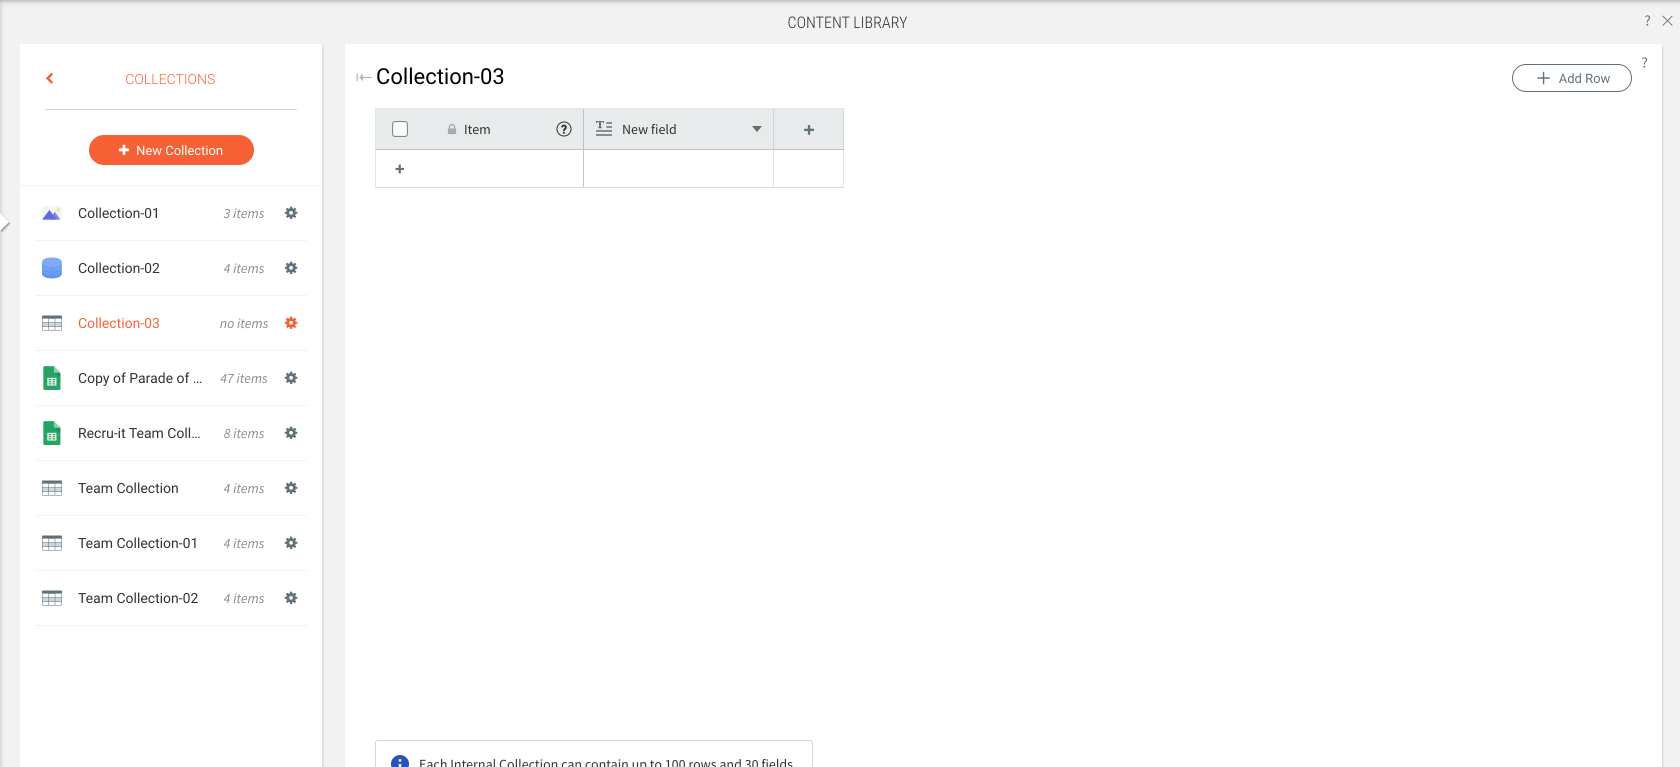 CONTENT LIBRARY
?
COLLECTIONS
New Collection
Collection-01 3 items
Collection-02 4 items
Collection-03 no items
Copy of Parade of ... 47 items
Recru-it Team Coll... 8 items
Team Collection 4 items
Team Collection-01 4 items
Team Collection-02 4 items
Collection-03
?
+ Add Row
Item ? T New field +
+
Each Internal Collection can contain up to 100 rows and 30 fields